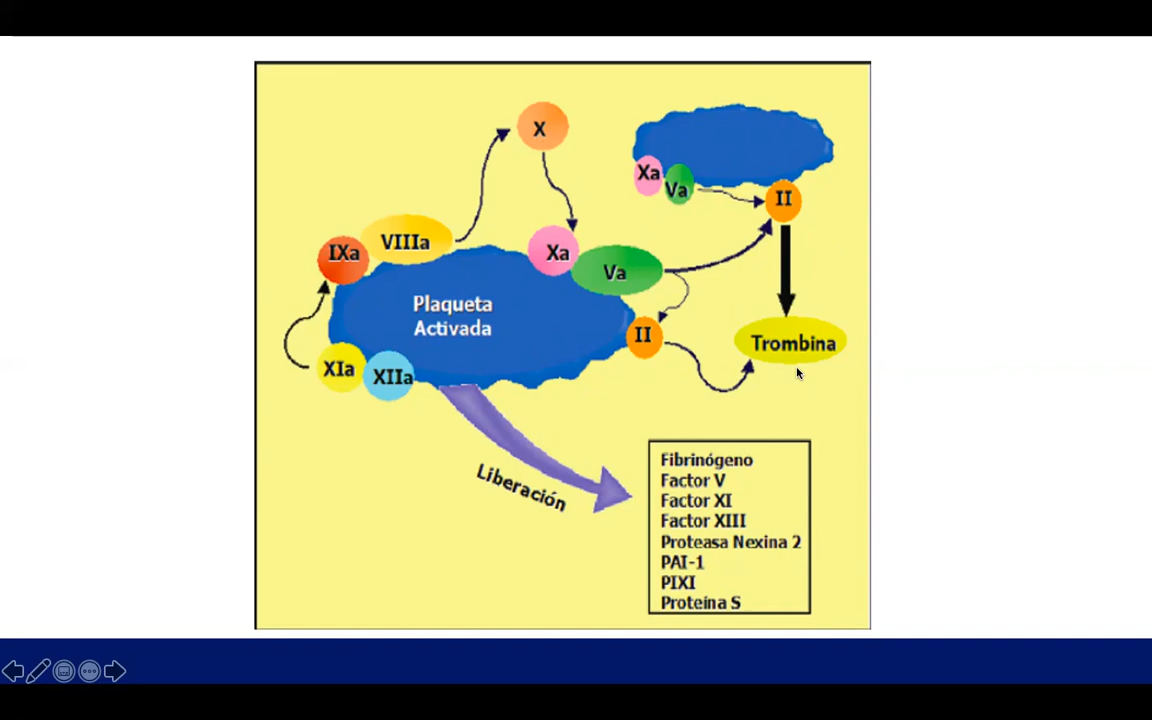 X
Xa
Va
II
IXa
VIIIa
Xa
Va
Plaqueta
Activada
II
Trombina
XIa
XIIa
Liberación
Fibrinógeno
Factor V
Factor XI
Factor XIII
Proteasa Nexina 2
PAI-1
PIXI
Proteína S